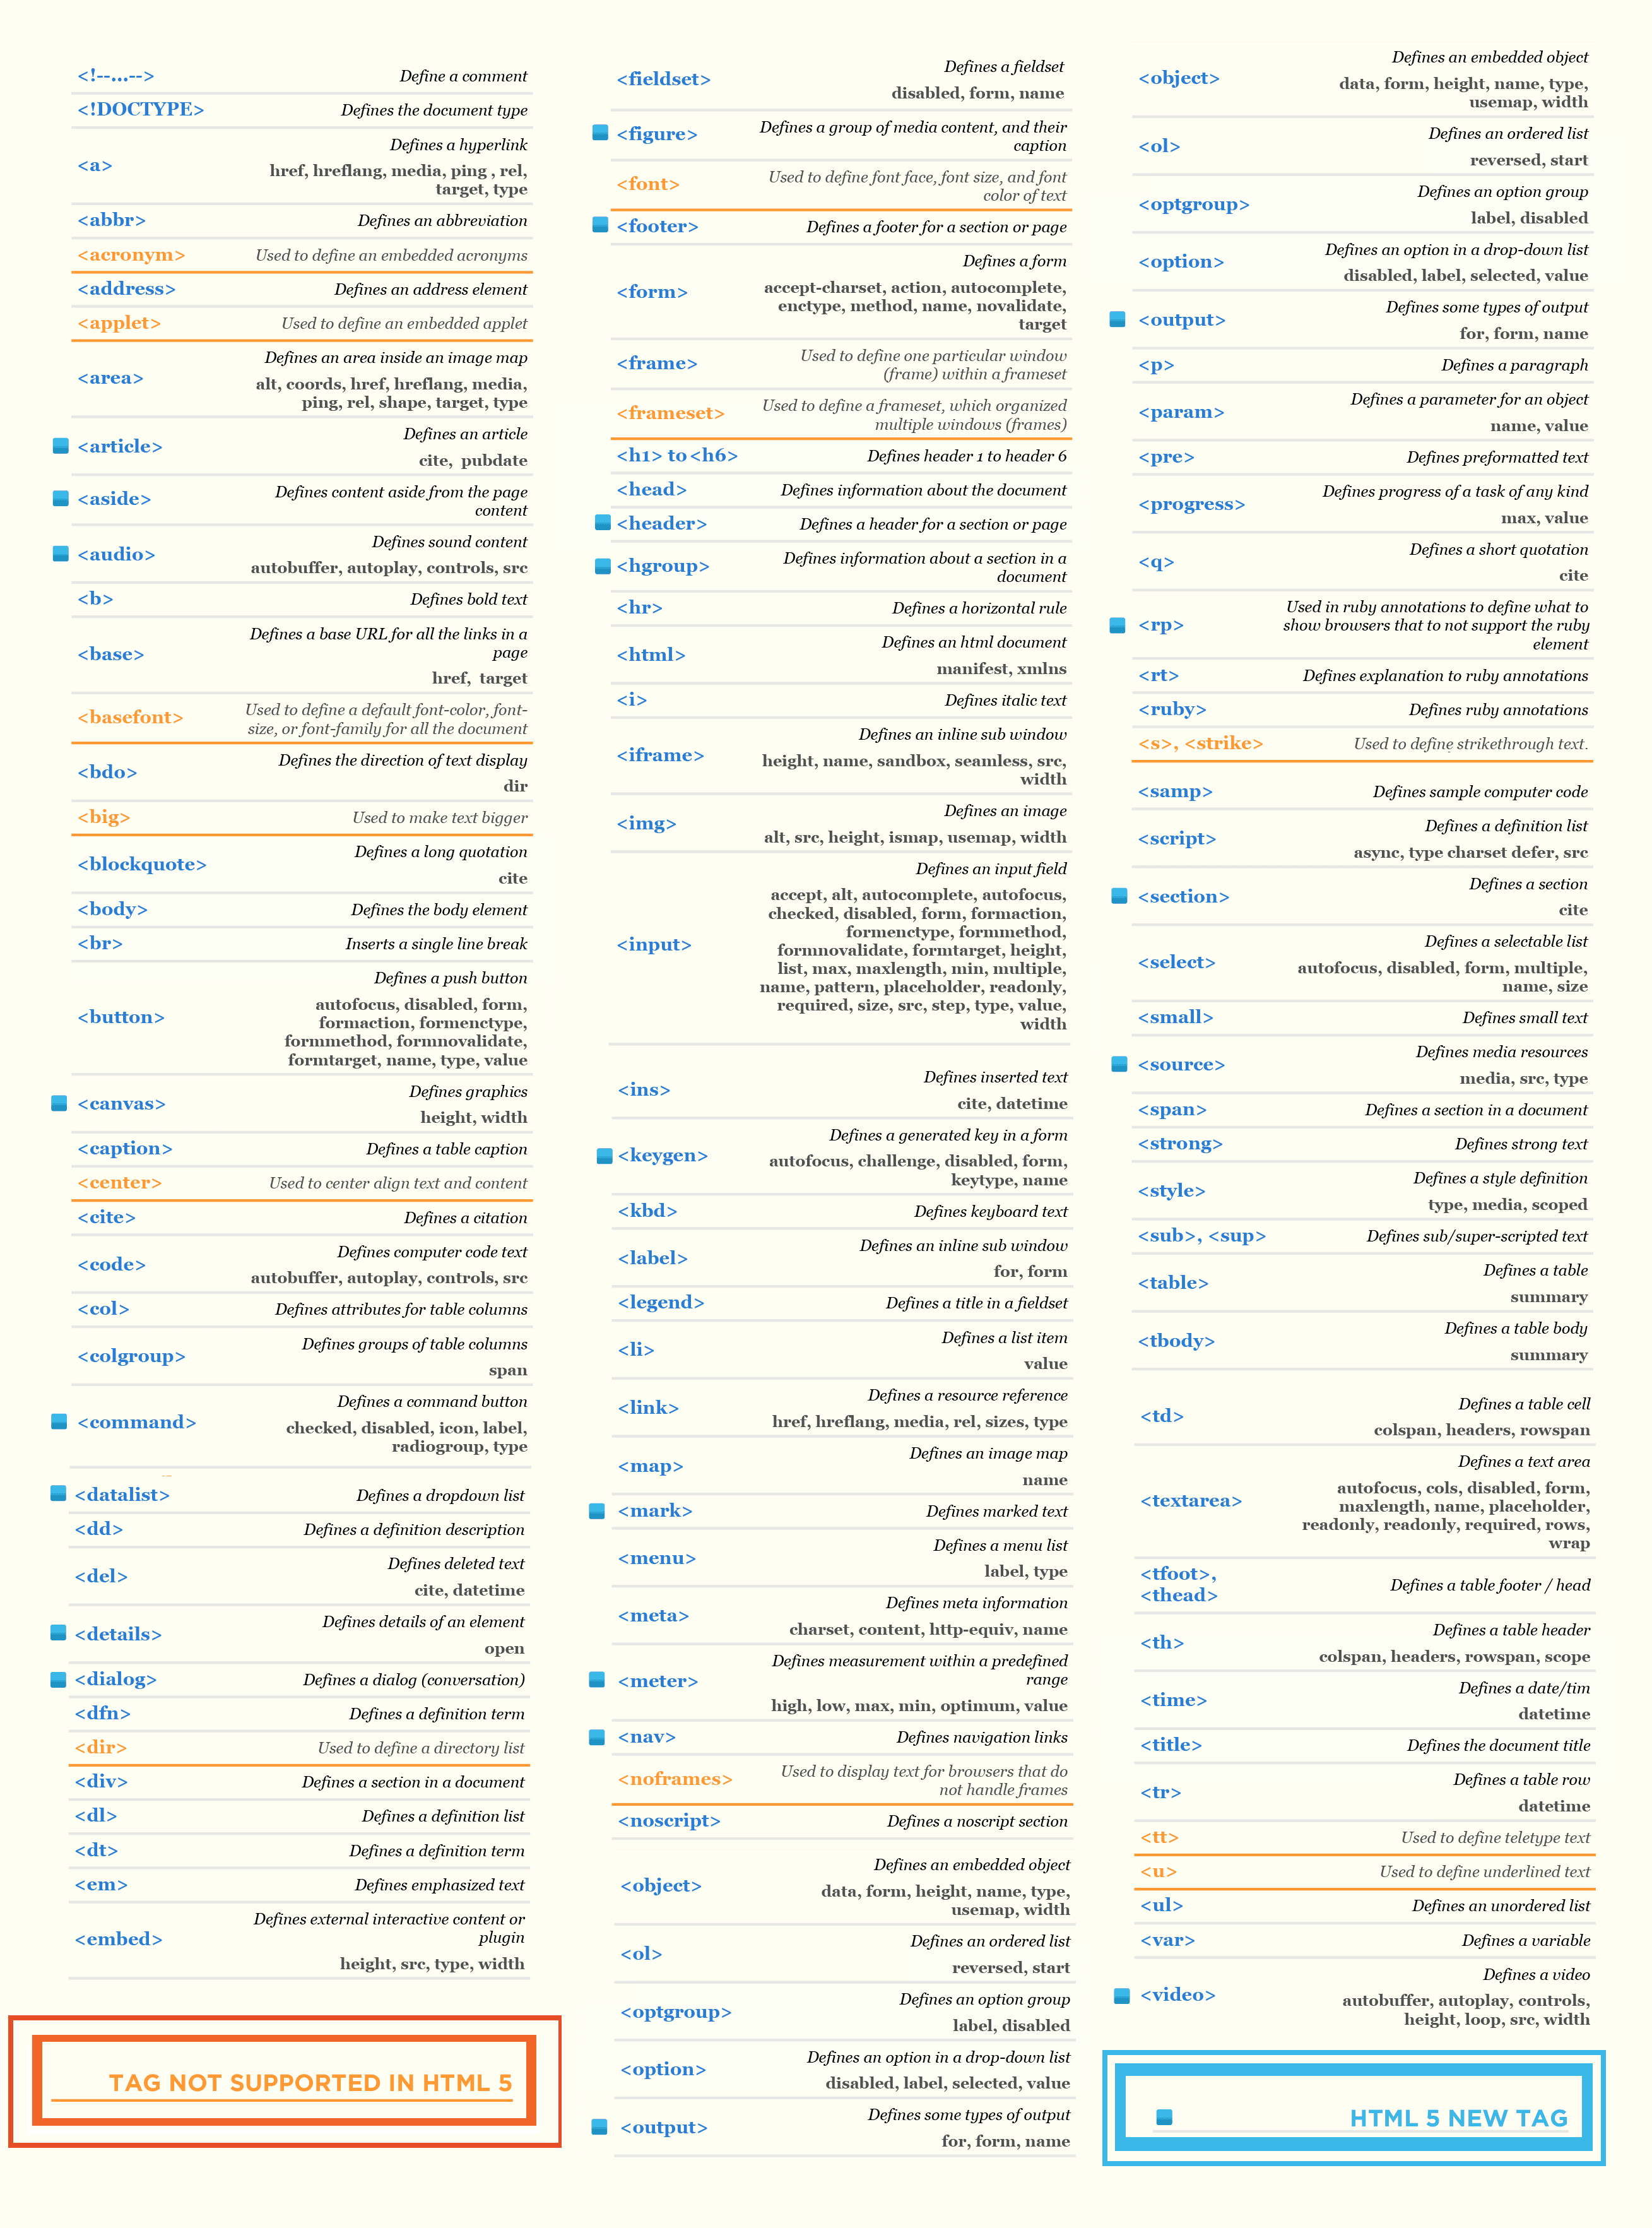 <!--...--> Define a comment
<!DOCTYPE> Defines the document type
<a> Defines a hyperlink
href, hreflang, media, ping , rel,
target, type
<abbr> Defines an abbreviation
<acronym> Used to define an embedded acronyms
<address> Defines an address element
<applet> Used to define an embedded applet
<area> Defines an area inside an image map
alt, coords, href, hreflang, media,
ping, rel, shape, target, type
<article> Defines an article
cite, pubdate
<aside> Defines content aside from the page
content
<audio> Defines sound content
autobuffer, autoplay, controls, src
<b> Defines bold text
<base> Defines a base URL for all the links in a
page
href, target
<basefont> Used to define a default font-color, font-
size, or font-family for all the document
<bdo> Defines the direction of text display
dir
<big> Used to make text bigger
<blockquote> Defines a long quotation
cite
<body> Defines the body element
<br> Inserts a single line break
<button> Defines a push button
autofocus, disabled, form,
formaction, formenctype,
formmethod, formnovalidate,
formtarget, name, type, value
<canvas> Defines graphics
height, width
<caption> Defines a table caption
<center> Used to center align text and content
<cite> Defines a citation
<code> Defines computer code text
autobuffer, autoplay, controls, src
<col> Defines attributes for table columns
<colgroup> Defines groups of table columns
span
<command> Defines a command button
checked, disabled, icon, label,
radiogroup, type
<datalist> Defines a dropdown list
<dd> Defines a definition description
<del> Defines deleted text
cite, datetime
<details> Defines details of an element
open
<dialog> Defines a dialog (conversation)
<dfn> Defines a definition term
<dir> Used to define a directory list
<div> Defines a section in a document
<dl> Defines a definition list
<dt> Defines a definition term
<em> Defines emphasized text
<embed> Defines external interactive content or
plugin
height, src, type, width
TAG NOT SUPPORTED IN HTML 5
<fieldset> Defines a fieldset
disabled, form, name
<figure> Defines a group of media content, and their
caption
<font> Used to define font face, font size, and font
color of text
<footer> Defines a footer for a section or page
<form> Defines a form
accept-charset, action, autocomplete,
enctype, method, name, novalidate,
target
<frame> Used to define one particular window
(frame) within a frameset
<frameset> Used to define a frameset, which organized
multiple windows (frames)
<h1> to <h6> Defines header 1 to header 6
<head> Defines information about the document
<header> Defines a header for a section or page
<hgroup> Defines information about a section in a
document
<hr> Defines a horizontal rule
<html> Defines an html document
manifest, xmlns
<i> Defines italic text
<iframe> Defines an inline sub window
height, name, sandbox, seamless, src,
width
<img> Defines an image
alt, src, height, ismap, usemap, width
<input> Defines an input field
accept, alt, autocomplete, autofocus,
checked, disabled, form, formaction,
formenctype, formmethod,
formnovalidate, formtarget, height,
list, max, maxlength, min, multiple,
name, pattern, placeholder, readonly,
required, size, src, step, type, value,
width
<ins> Defines inserted text
cite, datetime
<keygen> Defines a generated key in a form
autofocus, challenge, disabled, form,
keytype, name
<kbd> Defines keyboard text
<label> Defines an inline sub window
for, form
<legend> Defines a title in a fieldset
<li> Defines a list item
value
<link> Defines a resource reference
href, hreflang, media, rel, sizes, type
<map> Defines an image map
name
<mark> Defines marked text
<menu> Defines a menu list
label, type
<meta> Defines meta information
charset, content, http-equiv, name
<meter> Defines measurement within a predefined
range
high, low, max, min, optimum, value
<nav> Defines navigation links
<noframes> Used to display text for browsers that do
not handle frames
<noscript> Defines a noscript section
<object> Defines an embedded object
data, form, height, name, type,
usemap, width
<ol> Defines an ordered list
reversed, start
<optgroup> Defines an option group
label, disabled
<option> Defines an option in a drop-down list
disabled, label, selected, value
<output> Defines some types of output
for, form, name
<object> Defines an embedded object
data, form, height, name, type,
usemap, width
<ol> Defines an ordered list
reversed, start
<optgroup> Defines an option group
label, disabled
<option> Defines an option in a drop-down list
disabled, label, selected, value
<output> Defines some types of output
for, form, name
<p> Defines a paragraph
<param> Defines a parameter for an object
name, value
<pre> Defines preformatted text
<progress> Defines progress of a task of any kind
max, value
<q> Defines a short quotation
cite
<rp> Used in ruby annotations to define what to
show browsers that to not support the ruby
element
<rt> Defines explanation to ruby annotations
<ruby> Defines ruby annotations
<s>, <strike> Used to define strikethrough text.
<samp> Defines sample computer code
<script> Defines a definition list
async, type charset defer, src
<section> Defines a section
cite
<select> Defines a selectable list
autofocus, disabled, form, multiple,
name, size
<small> Defines small text
<source> Defines media resources
media, src, type
<span> Defines a section in a document
<strong> Defines strong text
<style> Defines a style definition
type, media, scoped
<sub>, <sup> Defines sub/super-scripted text
<table> Defines a table
summary
<tbody> Defines a table body
summary
<td> Defines a table cell
colspan, headers, rowspan
<textarea> Defines a text area
autofocus, cols, disabled, form,
maxlength, name, placeholder,
readonly, readonly, required, rows,
wrap
<tfoot>,
<thead> Defines a table footer / head
<th> Defines a table header
colspan, headers, rowspan, scope
<time> Defines a date/tim
datetime
<title> Defines the document title
<tr> Defines a table row
datetime
<tt> Used to define teletype text
<u> Used to define underlined text
<ul> Defines an unordered list
<var> Defines a variable
<video> Defines a video
autobuffer, autoplay, controls,
height, loop, src, width
HTML 5 NEW TAG